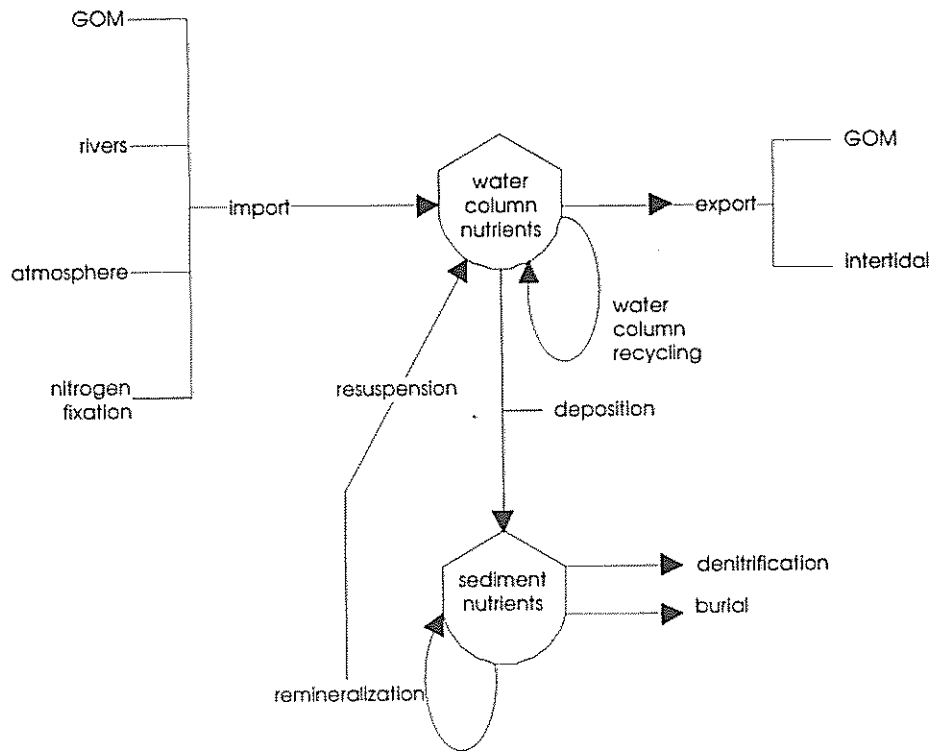 GOM
rivers
import
atmosphere
nitrogen
fixation
water
column
nutrients
export
GOM
intertidal
water
column
recycling
resuspension
deposition
sediment
nutrients
denitrification
burial
remineralization